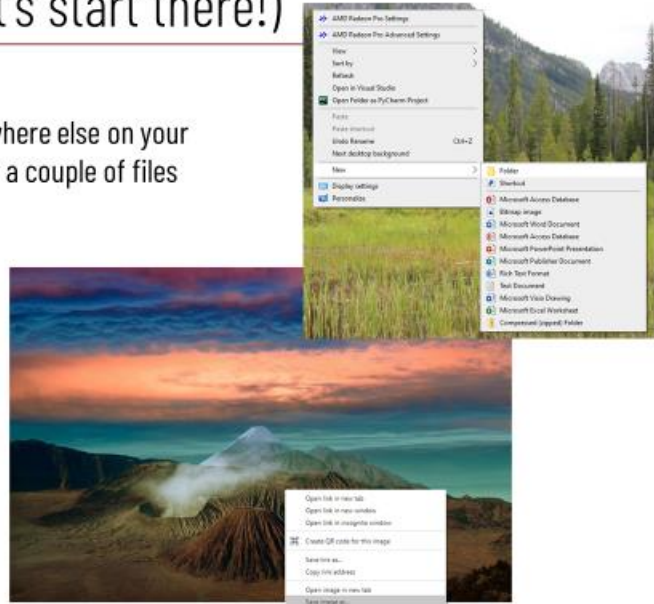 t's start there!)
where else on your
a couple of files
AMD Radeon Pro Settings
AMD Radeon Pro Advanced Settings
View
Sort by
Refresh
Open in Visual Studio
Open Folder as PyCharm Project
Paste
Paste shortcut
Undo Rename Ctrl+Z
Next desktop background
New
Display settings
Personalize
Folder
Shortcut
Microsoft Access Database
Bitmap image
Microsoft Word Document
Microsoft Access Database
Microsoft PowerPoint Presentation
Microsoft Publisher Document
Rich Text Format
Text Document
Microsoft Visio Drawing
Microsoft Excel Worksheet
Compressed (zipped) Folder
Open link in new tab
Open link in new window
Open link in incognito window
Create QR code for this image
Save link as...
Copy link address
Open image in new tab
Save image as...